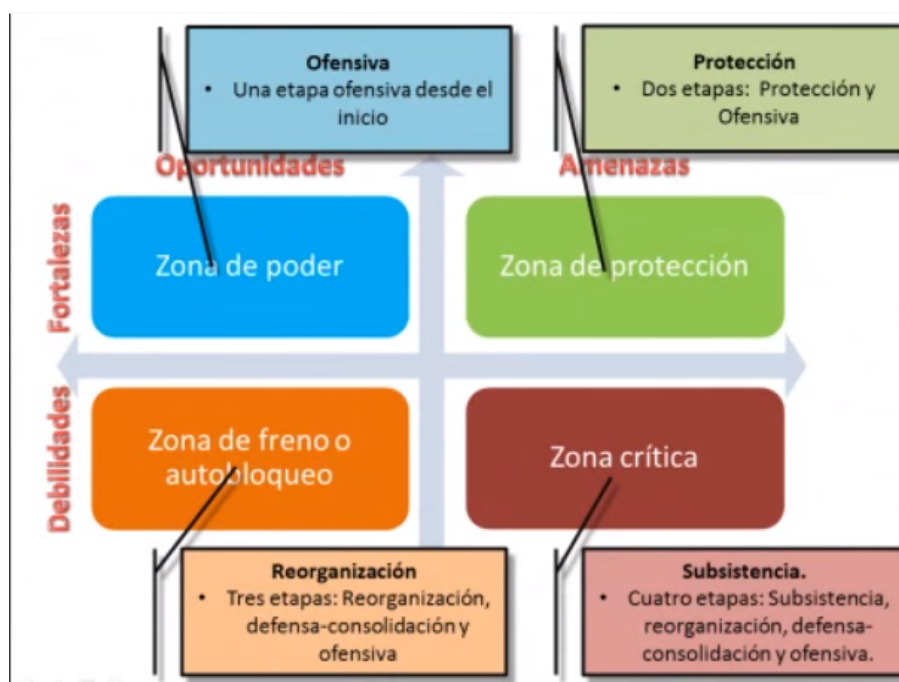 Ofensiva
• Una etapa ofensiva desde el
inicio
Protección
• Dos etapas: Protección y
Ofensiva
Oportunidades
Amenazas
Fortalezas
Zona de poder
Zona de protección
Debilidades
Zona de freno o
autobloqueo
Zona crítica
Reorganización
• Tres etapas: Reorganización,
defensa-consolidación y
ofensiva
Subsistencia.
• Cuatro etapas: Subsistencia,
reorganización, defensa-
consolidación y ofensiva.